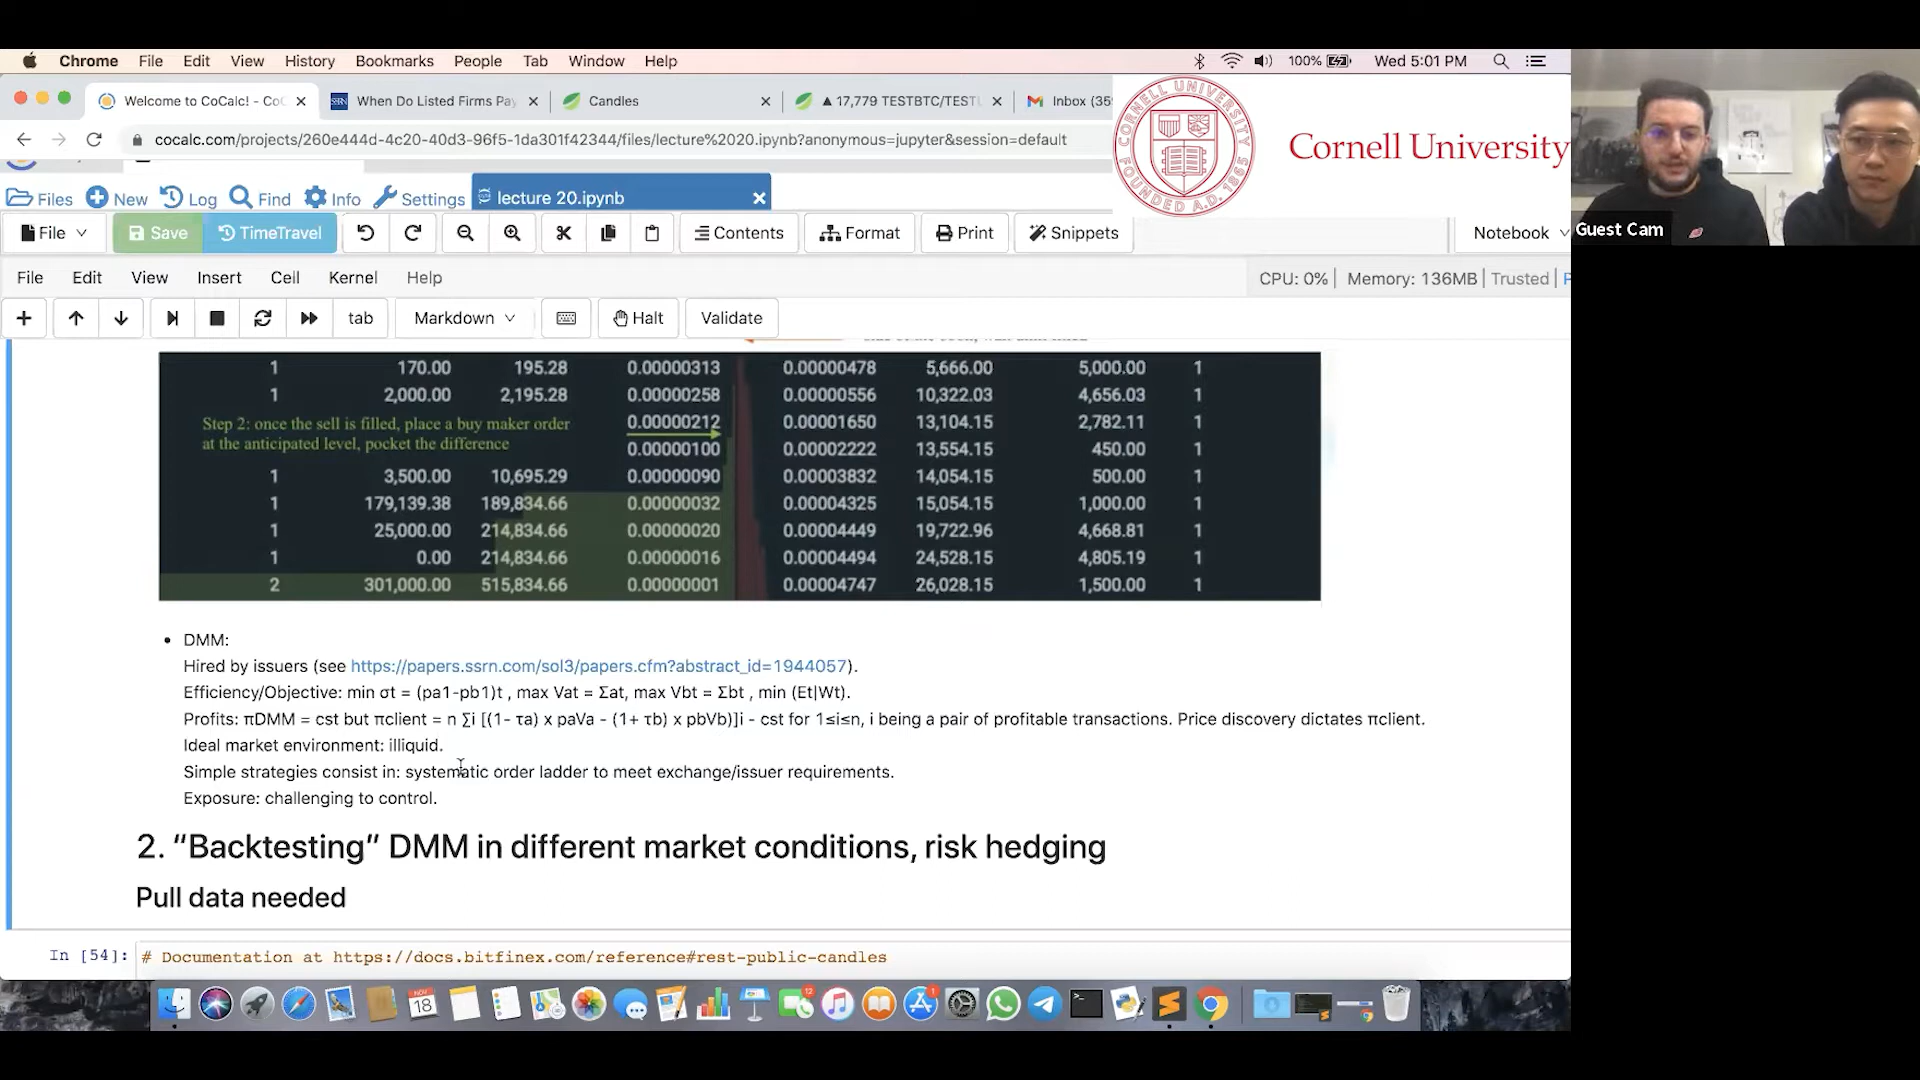 Chrome File Edit View History Bookmarks People Tab Window Help 100% Wed 5:01 PM
Welcome to CoCalc! - CoC
When Do Listed Firms Pay
Candles
▲ 17,779 TESTBTC/TESTU
Inbox (35
cocalc.com/projects/260e444d-4c20-40d3-96f5-1da301f42344/files/lecture%2020.ipynb?anonymous=jupyter&session=default
Cornell University
CORNELL UNIVERSITY FOUNDED A.D. 1865
Guest Cam
Files New Log Find Info Settings lecture 20.ipynb
File Save TimeTravel Contents Format Print Snippets Notebook
File Edit View Insert Cell Kernel Help CPU: 0% | Memory: 136MB | Trusted |
tab Markdown Halt Validate
1 170.00 195.28 0.00000313 0.00000478 5,666.00 5,000.00 1
1 2,000.00 2,195.28 0.00000258 0.00000556 10,322.03 4,656.03 1
Step 2: once the sell is filled, place a buy maker order
at the anticipated level, pocket the difference
0.00000212 0.00001650 13,104.15 2,782.11 1
0.00000100 0.00002222 13,554.15 450.00 1
1 3,500.00 10,695.29 0.00000090 0.00003832 14,054.15 500.00 1
1 179,139.38 189,834.66 0.00000032 0.00004325 15,054.15 1,000.00 1
1 25,000.00 214,834.66 0.00000020 0.00004449 19,722.96 4,668.81 1
1 0.00 214,834.66 0.00000016 0.00004494 24,528.15 4,805.19 1
2 301,000.00 515,834.66 0.00000001 0.00004747 26,028.15 1,500.00 1
• DMM:
Hired by issuers (see https://papers.ssrn.com/sol3/papers.cfm?abstract_id=1944057).
Efficiency/Objective: min σt = (pa1-pb1)t , max Vat = Σat, max Vbt = Σbt , min (Et|Wt).
Profits: πDMM = cst but πclient = n ∑i [(1- τa) x paVa - (1+ τb) x pbVb)]i - cst for 1≤i≤n, i being a pair of profitable transactions. Price discovery dictates πclient.
Ideal market environment: illiquid.
Simple strategies consist in: systematic order ladder to meet exchange/issuer requirements.
Exposure: challenging to control.
2. “Backtesting” DMM in different market conditions, risk hedging
Pull data needed
In [54]: # Documentation at https://docs.bitfinex.com/reference#rest-public-candles
NOV
18